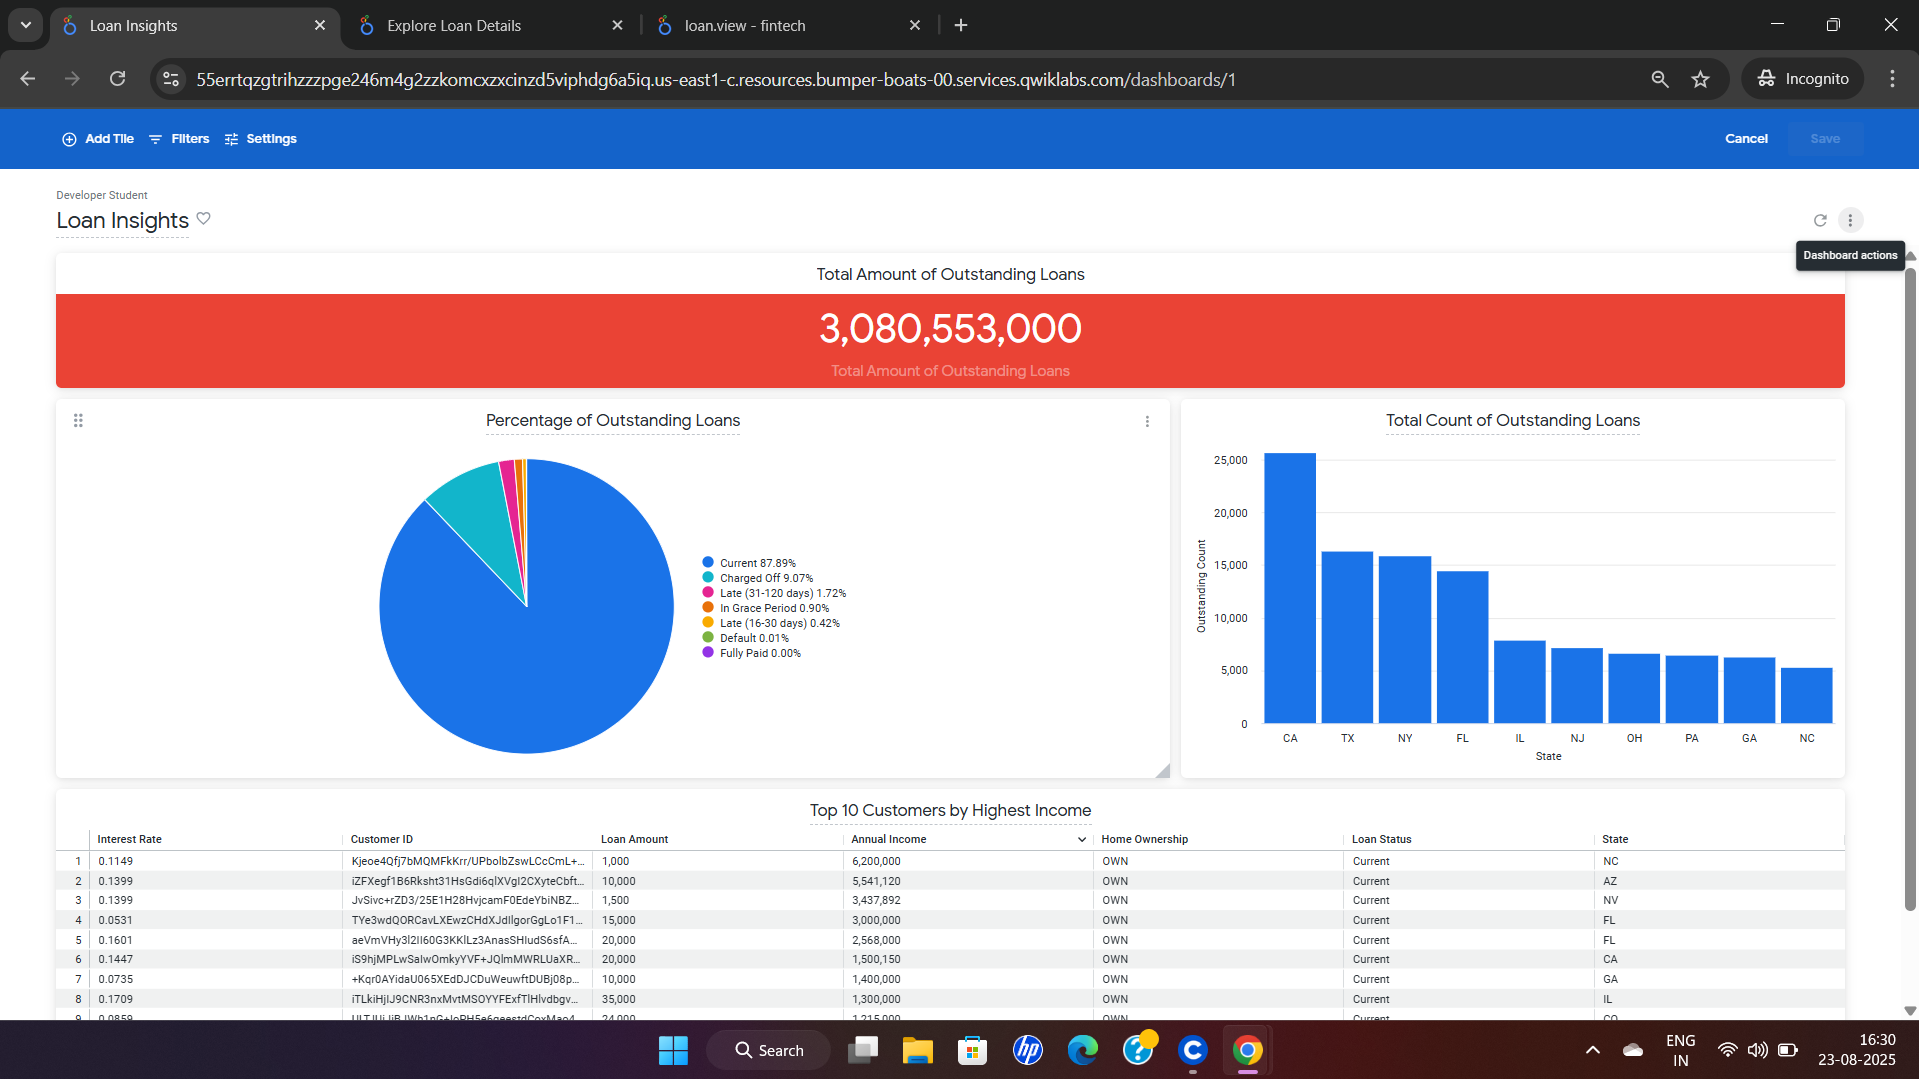 Loan Insights
Explore Loan Details
loan.view - fintech
55errtqzgtrihzzzpge246m4g2zzkomcxzxcinzd5viphdg6a5iq.us-east1-c.resources.bumper-boats-00.services.qwiklabs.com/dashboards/1
Incognito
Add Tile
Filters
Settings
Cancel
Save
Developer Student
Loan Insights
Dashboard actions
Total Amount of Outstanding Loans
3,080,553,000
Total Amount of Outstanding Loans
Percentage of Outstanding Loans
Current 87.89%
Charged Off 9.07%
Late (31-120 days) 1.72%
In Grace Period 0.90%
Late (16-30 days) 0.42%
Default 0.01%
Fully Paid 0.00%
Total Count of Outstanding Loans
Outstanding Count
25,000
20,000
15,000
10,000
5,000
0
CA TX NY FL IL NJ OH PA GA NC
State
Top 10 Customers by Highest Income
Interest Rate Customer ID Loan Amount Annual Income Home Ownership Loan Status State
1 0.1149 Kjeoe4Qfj7bMQMFkKrr/UPbolbZswLCcCmL+... 1,000 6,200,000 OWN Current NC
2 0.1399 iZFXegf1B6Rksht31HsGdi6qlXVgI2CXyteCbft... 10,000 5,541,120 OWN Current AZ
3 0.1399 JvSivc+rZD3/25E1H28HvjcamF0EdeYbiNBZ... 1,500 3,437,892 OWN Current NV
4 0.0531 TYe3wdQORCavLXEwzCHdXJdIlgorGgLo1F1... 15,000 3,000,000 OWN Current FL
5 0.1601 aeVmVHy3l2II60G3KKlLz3AnasSHIudS6sfA... 20,000 2,568,000 OWN Current FL
6 0.1447 iS9hjMPLwSaIwOmkyYVF+JQlmMWRLUaXR... 20,000 1,500,150 OWN Current CA
7 0.0735 +Kqr0AYidaU065XEdDJCDuWeuwftDUBj08p... 10,000 1,400,000 OWN Current GA
8 0.1709 iTLkiHjIJ9CNR3nxMvtMSOYYFExfTlHlvdbgv... 35,000 1,300,000 OWN Current IL
9 0.0859 24,000 1,215,000 OWN Current CO
Search
hp
ENG
IN
16:30
23-08-2025